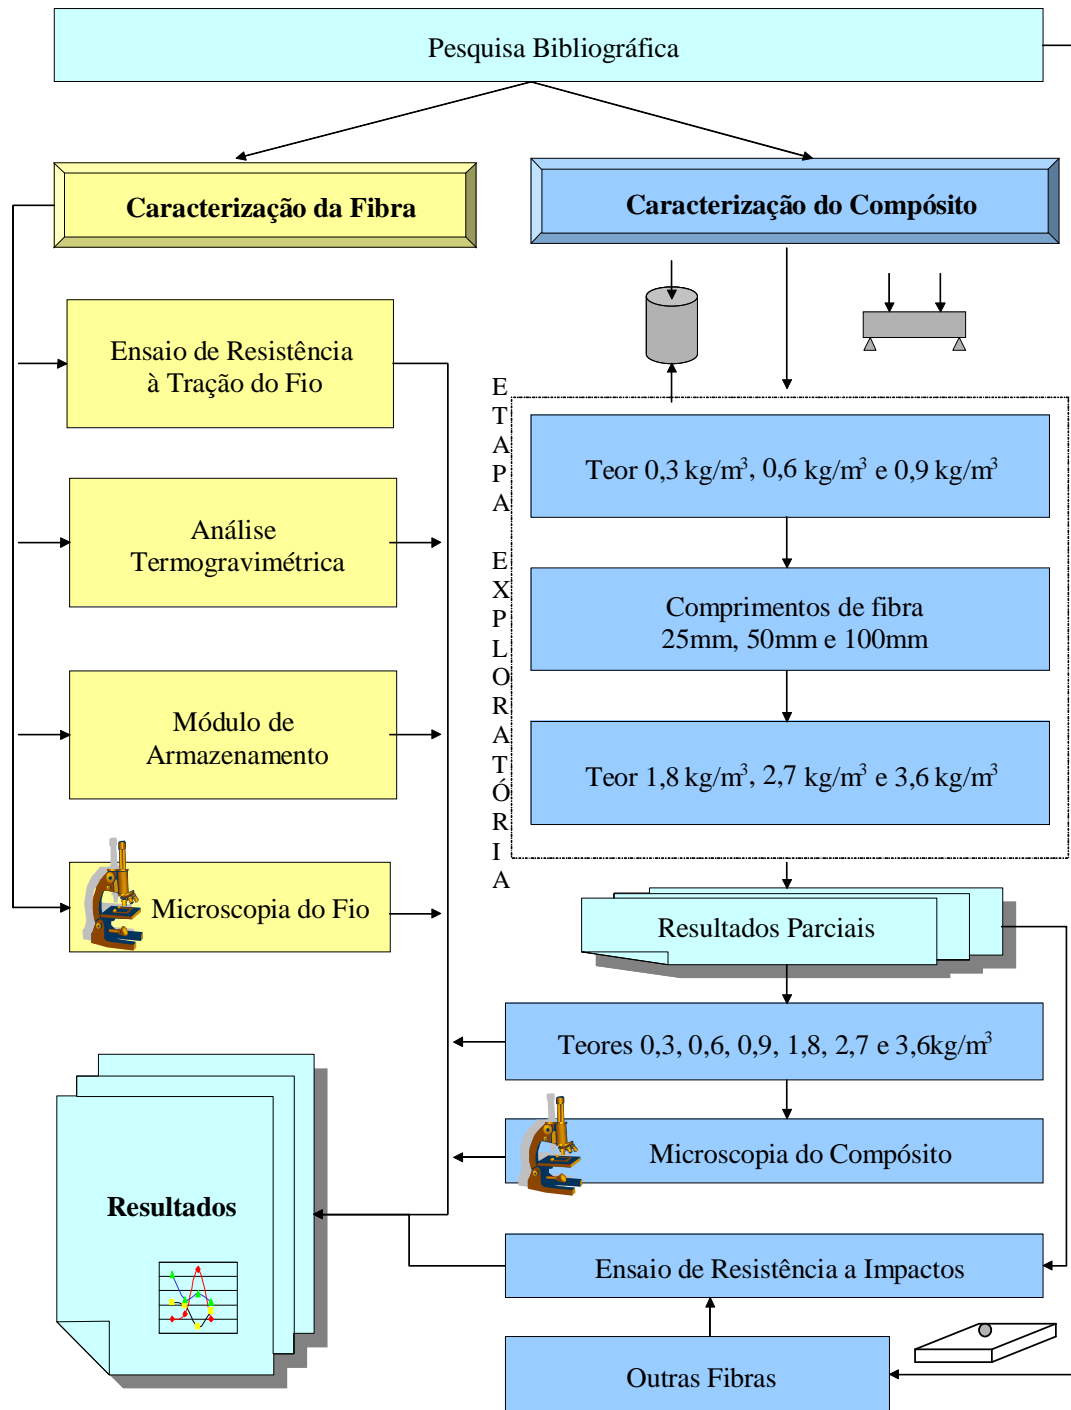 Pesquisa Bibliográfica
Caracterização da Fibra
Caracterização do Compósito
Ensaio de Resistência
à Tração do Fio
Análise
Termogravimétrica
Módulo de
Armazenamento
Microscopia do Fio
ETAPA EXPLORATÓRIA
Teor 0,3 kg/m³, 0,6 kg/m³ e 0,9 kg/m³
Comprimentos de fibra
25mm, 50mm e 100mm
Teor 1,8 kg/m³, 2,7 kg/m³ e 3,6 kg/m³
Resultados Parciais
Teores 0,3, 0,6, 0,9, 1,8, 2,7 e 3,6kg/m³
Microscopia do Compósito
Resultados
Ensaio de Resistência a Impactos
Outras Fibras